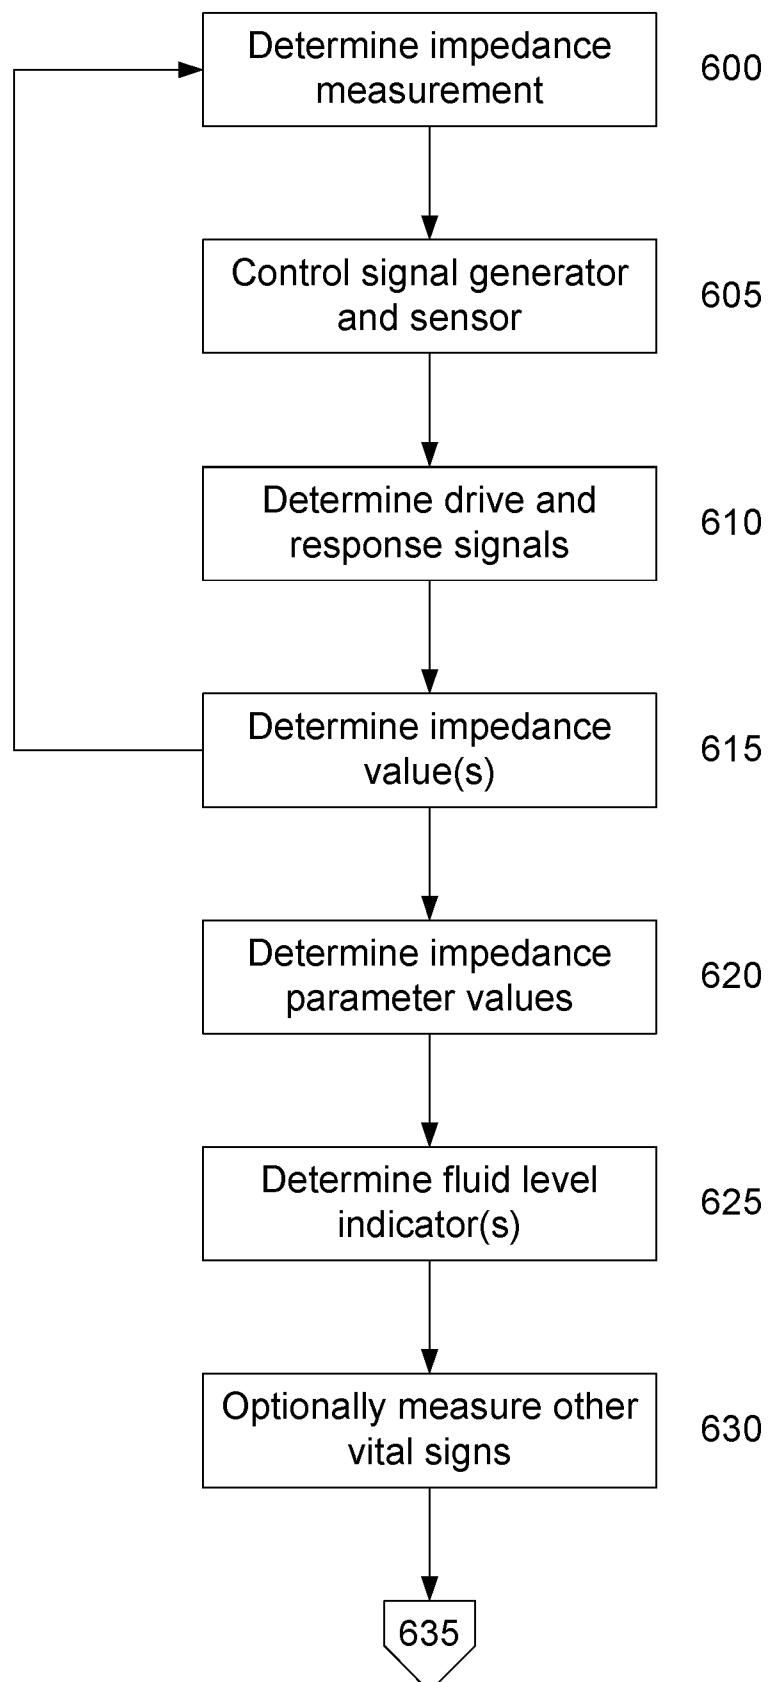 Determine impedance
measurement
600
Control signal generator
and sensor
605
Determine drive and
response signals
610
Determine impedance
value(s)
615
Determine impedance
parameter values
620
Determine fluid level
indicator(s)
625
Optionally measure other
vital signs
630
635